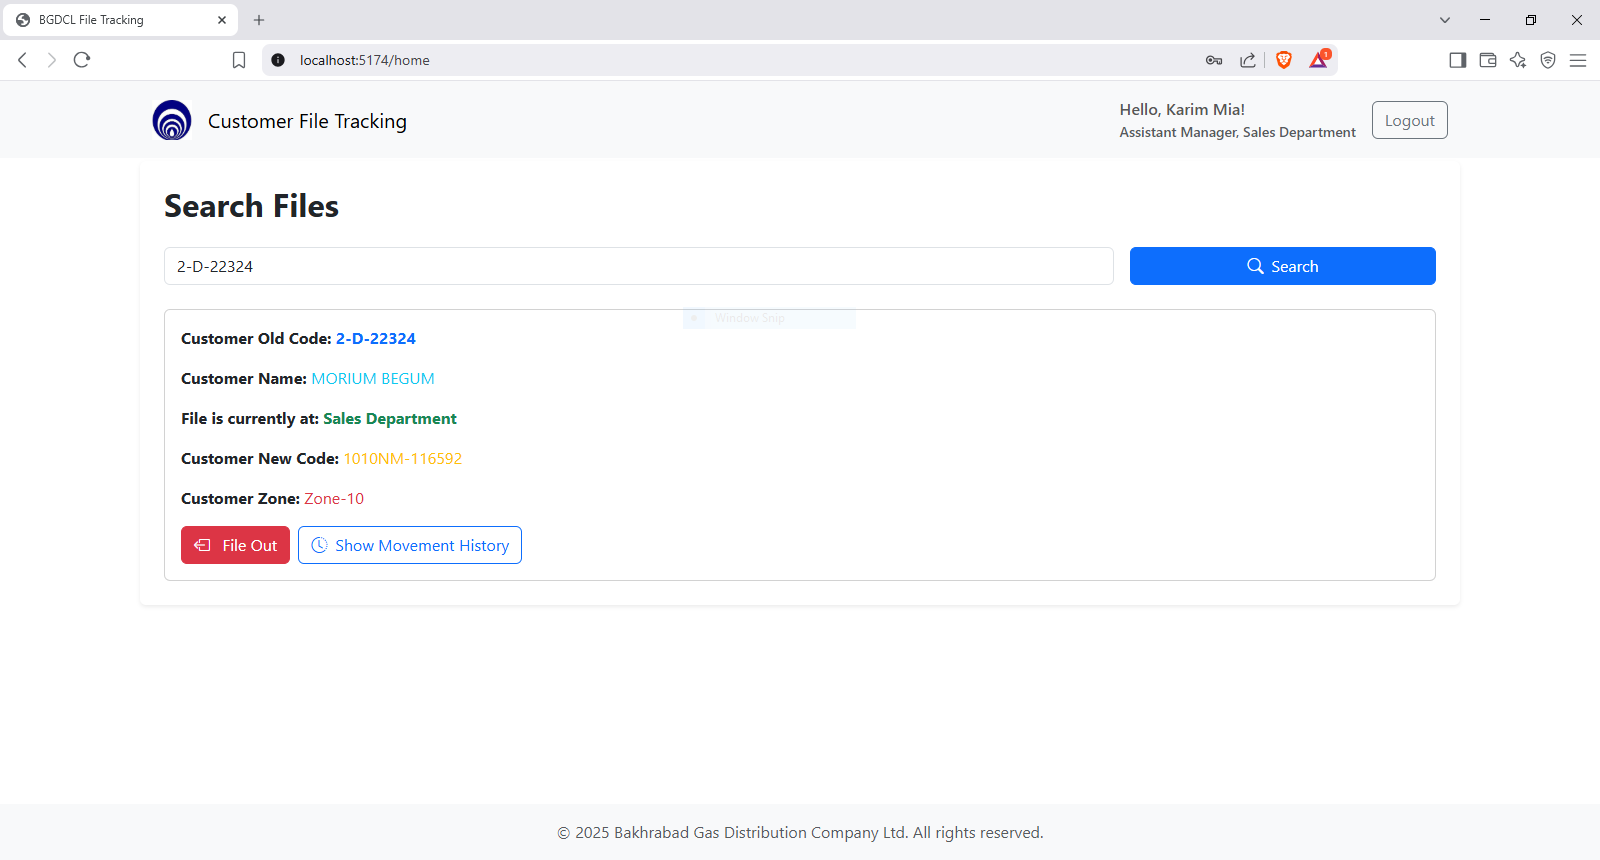 BGDCL File Tracking
localhost:5174/home
1
Customer File Tracking
Hello, Karim Mia!
Assistant Manager, Sales Department
Logout
Search Files
2-D-22324
Search
Window Snip
Customer Old Code: 2-D-22324
Customer Name: MORIUM BEGUM
File is currently at: Sales Department
Customer New Code: 1010NM-116592
Customer Zone: Zone-10
File Out
Show Movement History
© 2025 Bakhrabad Gas Distribution Company Ltd. All rights reserved.